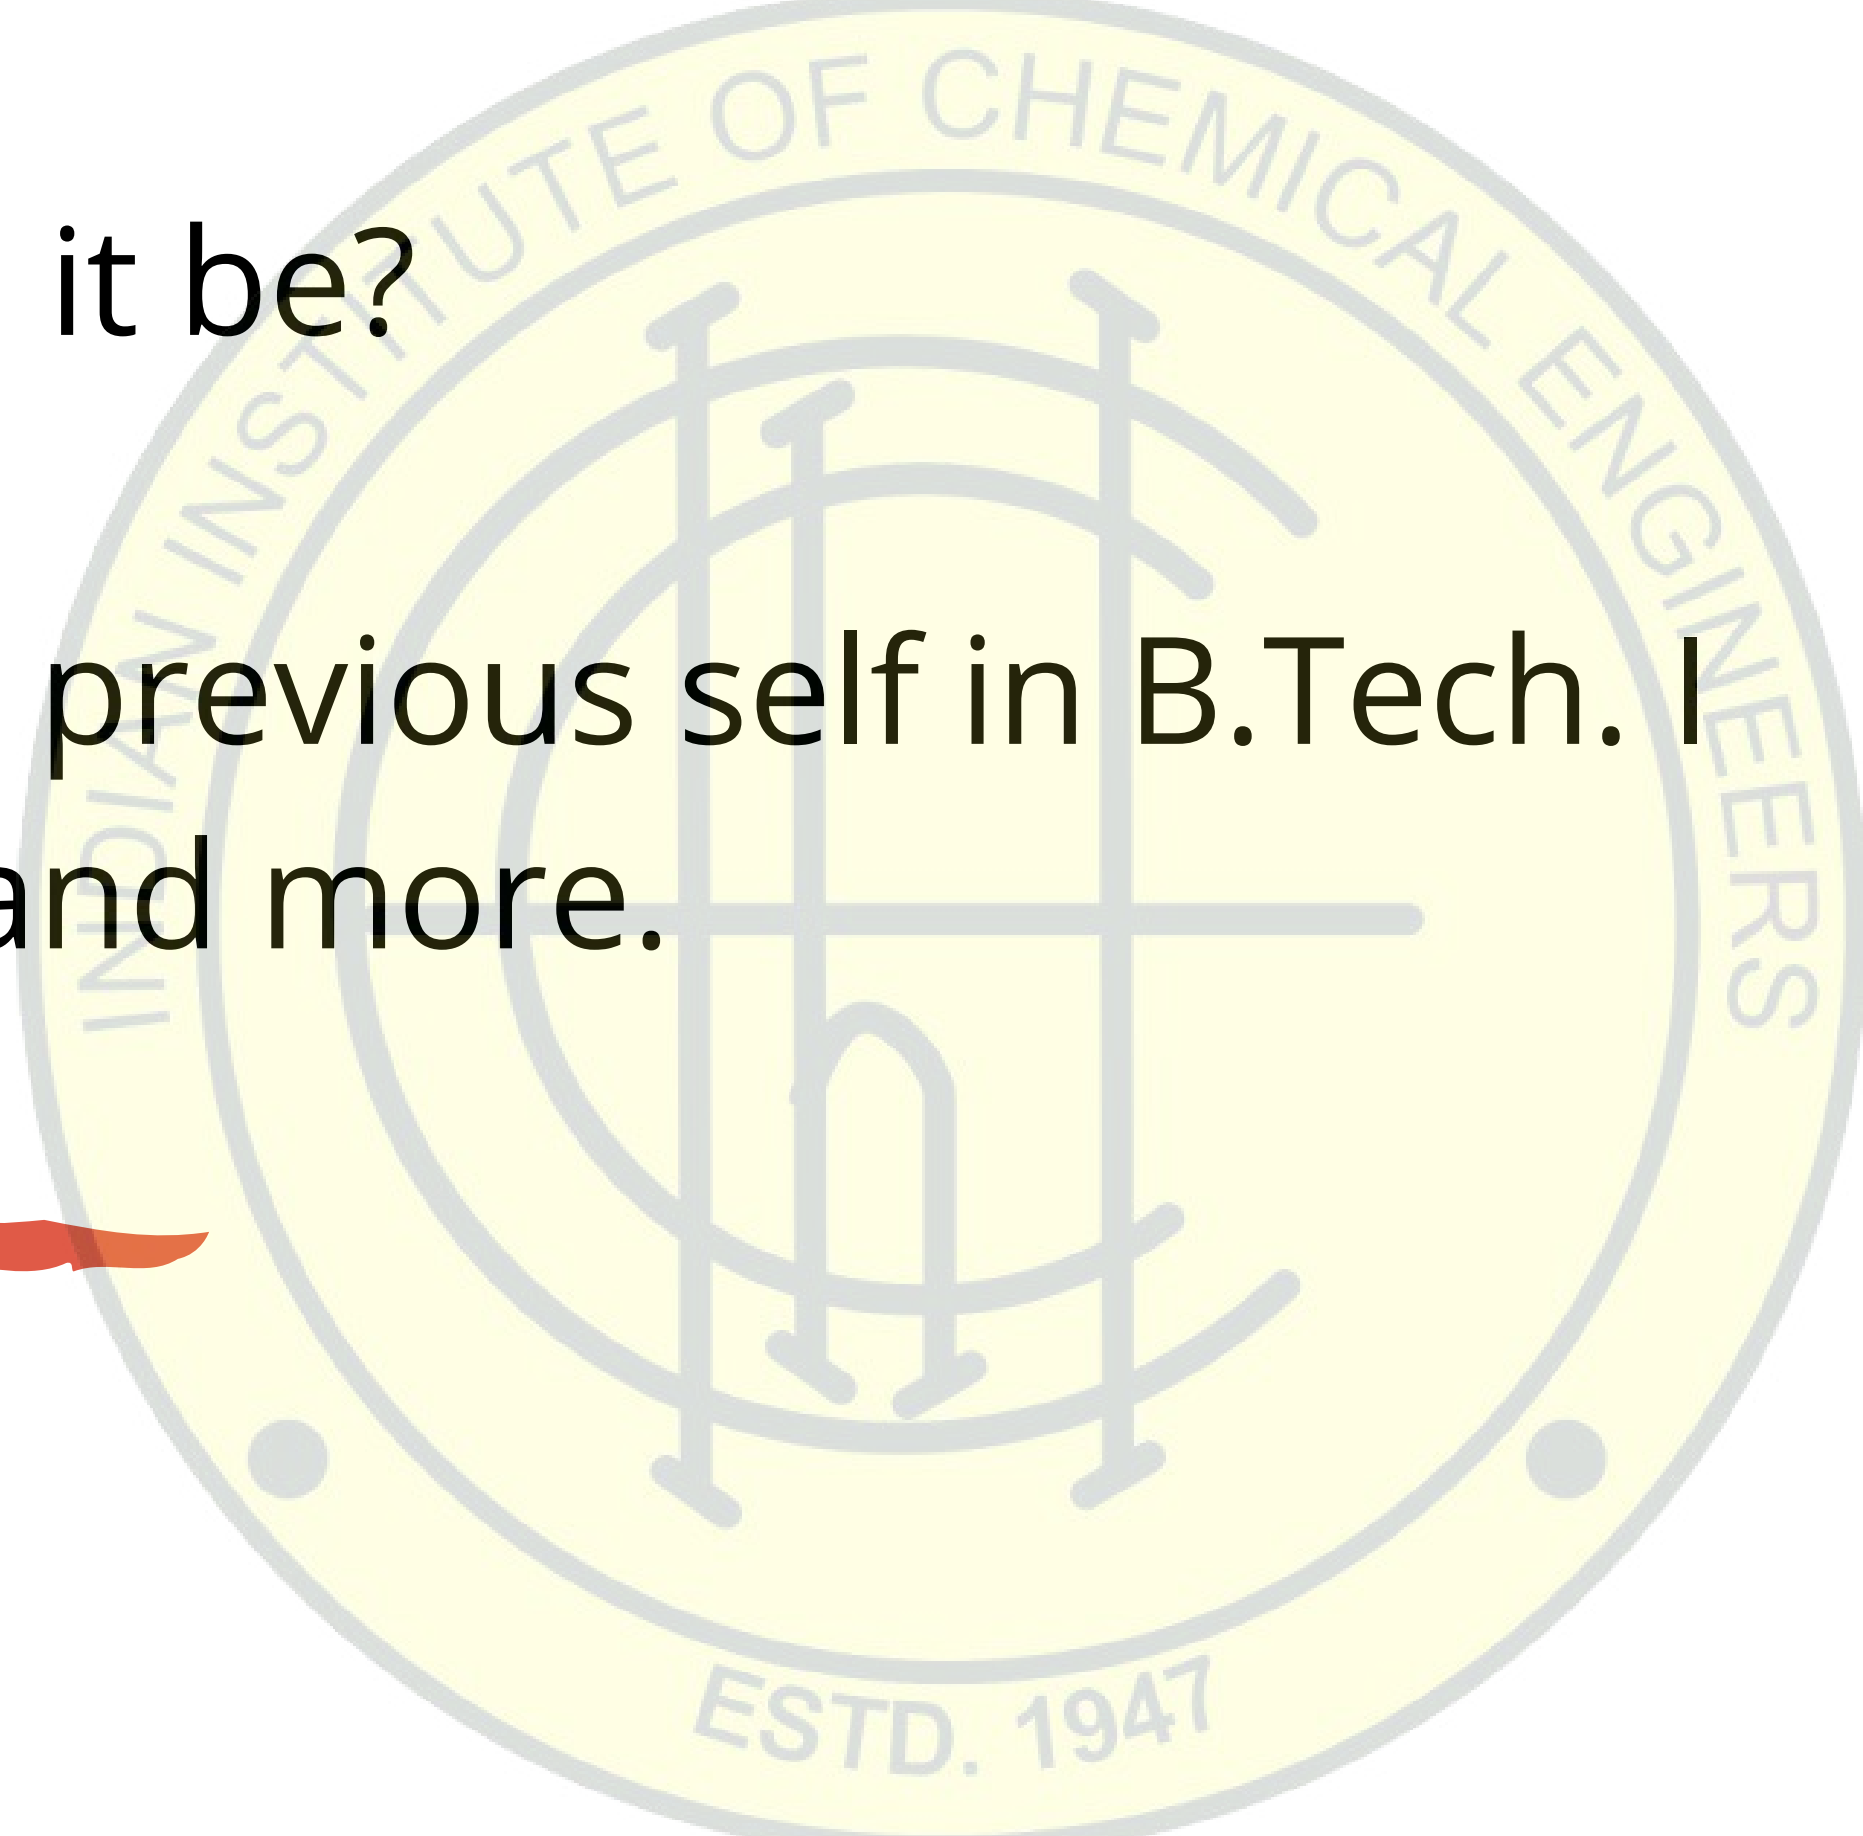 INDIAN INSTITUTE OF CHEMICAL ENGINEERS
it be?
previous self in B.Tech. I
and more.
ESTD. 1947